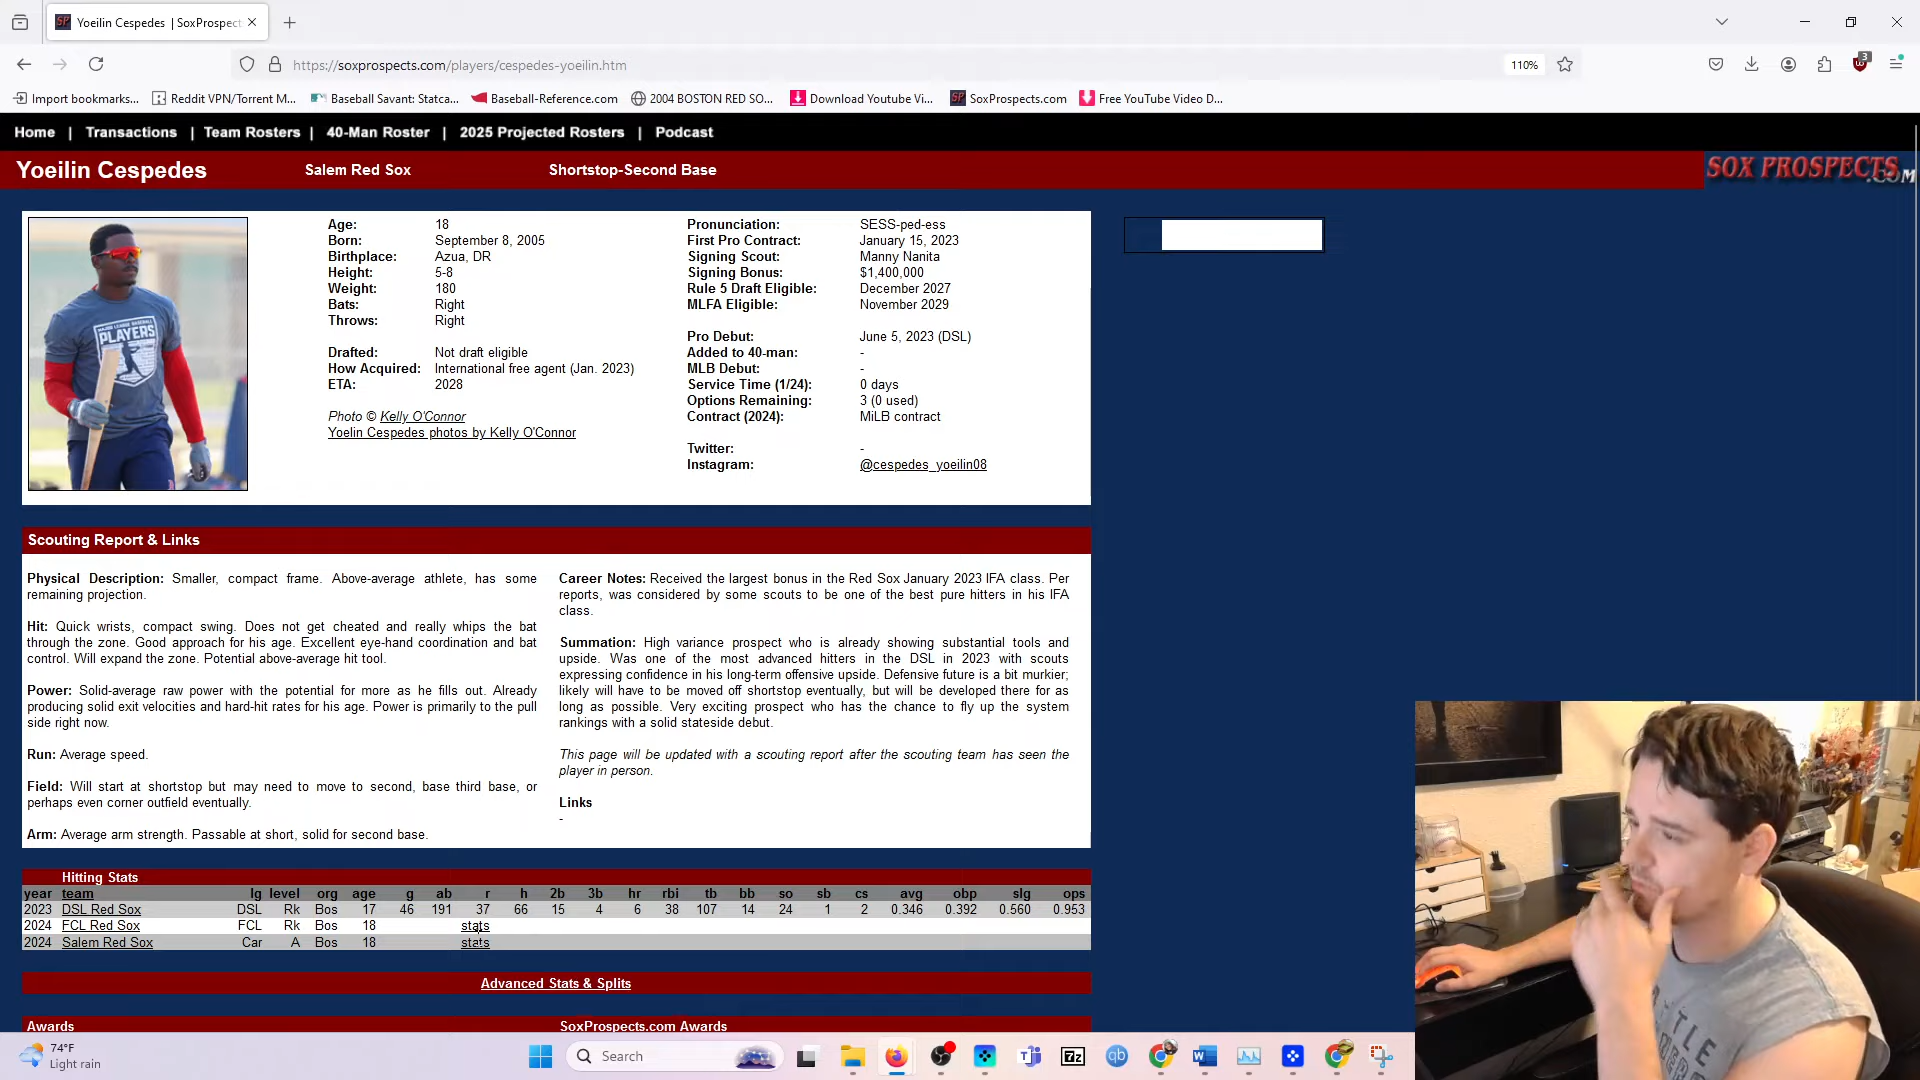 Yoeilin Cespedes | SoxProspect
https://soxprospects.com/players/cespedes-yoeilin.htm
110%
3
Import bookmarks...
Reddit VPN/Torrent M...
Baseball Savant: Statca...
Baseball-Reference.com
2004 BOSTON RED SO...
Download Youtube Vi...
SoxProspects.com
Free YouTube Video D...
Home | Transactions | Team Rosters | 40-Man Roster | 2025 Projected Rosters | Podcast
Yoeilin Cespedes Salem Red Sox Shortstop-Second Base
SOX PROSPECTS.COM
Age: 18
Born: September 8, 2005
Birthplace: Azua, DR
Height: 5-8
Weight: 180
Bats: Right
Throws: Right
Drafted: Not draft eligible
How Acquired: International free agent (Jan. 2023)
ETA: 2028
Photo © Kelly O'Connor
Yoelin Cespedes photos by Kelly O'Connor
Pronunciation: SESS-ped-ess
First Pro Contract: January 15, 2023
Signing Scout: Manny Nanita
Signing Bonus: $1,400,000
Rule 5 Draft Eligible: December 2027
MLFA Eligible: November 2029
Pro Debut: June 5, 2023 (DSL)
Added to 40-man: -
MLB Debut: -
Service Time (1/24): 0 days
Options Remaining: 3 (0 used)
Contract (2024): MiLB contract
Twitter: -
Instagram: @cespedes_yoeilin08
PLAYERS
Scouting Report & Links
Physical Description: Smaller, compact frame. Above-average athlete, has some
remaining projection.
Hit: Quick wrists, compact swing. Does not get cheated and really whips the bat
through the zone. Good approach for his age. Excellent eye-hand coordination and bat
control. Will expand the zone. Potential above-average hit tool.
Power: Solid-average raw power with the potential for more as he fills out. Already
producing solid exit velocities and hard-hit rates for his age. Power is primarily to the pull
side right now.
Run: Average speed.
Field: Will start at shortstop but may need to move to second, base third base, or
perhaps even corner outfield eventually.
Arm: Average arm strength. Passable at short, solid for second base.
Career Notes: Received the largest bonus in the Red Sox January 2023 IFA class. Per
reports, was considered by some scouts to be one of the best pure hitters in his IFA
class.
Summation: High variance prospect who is already showing substantial tools and
upside. Was one of the most advanced hitters in the DSL in 2023 with scouts
expressing confidence in his long-term offensive upside. Defensive future is a bit murkier;
likely will have to be moved off shortstop eventually, but will be developed there for as
long as possible. Very exciting prospect who has the chance to fly up the system
rankings with a solid stateside debut.
This page will be updated with a scouting report after the scouting team has seen the
player in person.
Links
-
Hitting Stats
year team lg level org age g ab r h 2b 3b hr rbi tb bb so sb cs avg obp slg ops
2023 DSL Red Sox DSL Rk Bos 17 46 191 37 66 15 4 6 38 107 14 24 1 2 0.346 0.392 0.560 0.953
2024 FCL Red Sox FCL Rk Bos 18 stats
2024 Salem Red Sox Car A Bos 18 stats
Advanced Stats & Splits
Awards SoxProspects.com Awards
74°F
Light rain
Search
7z
qb